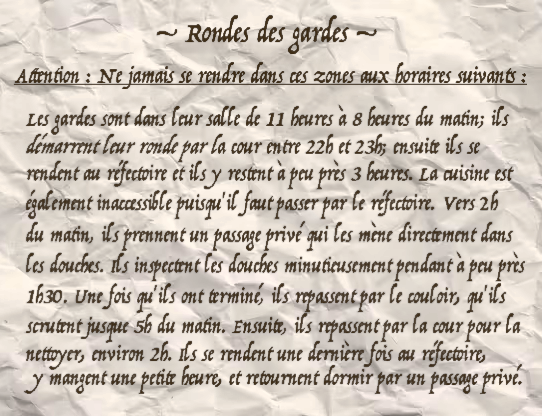 ~ Rondes des gardes ~
Attention : Ne jamais se rendre dans ces zones aux horaires suivants :
Les gardes sont dans leur salle de 11 heures à 8 heures du matin; ils
démarrent leur ronde par la cour entre 22h et 23h; ensuite ils se
rendent au réfectoire et ils y restent à peu près 3 heures. La cuisine est
également inaccessible puisqu'il faut passer par le réfectoire. Vers 2h
du matin, ils prennent un passage privé qui les mène directement dans
les douches. Ils inspectent les douches minutieusement pendant à peu près
1h30. Une fois qu'ils ont terminé, ils repassent par le couloir, qu'ils
scrutent jusque 5h du matin. Ensuite, ils repassent par la cour pour la
nettoyer, environ 2h. Ils se rendent une dernière fois au réfectoire,
y mangent une petite heure, et retournent dormir par un passage privé.